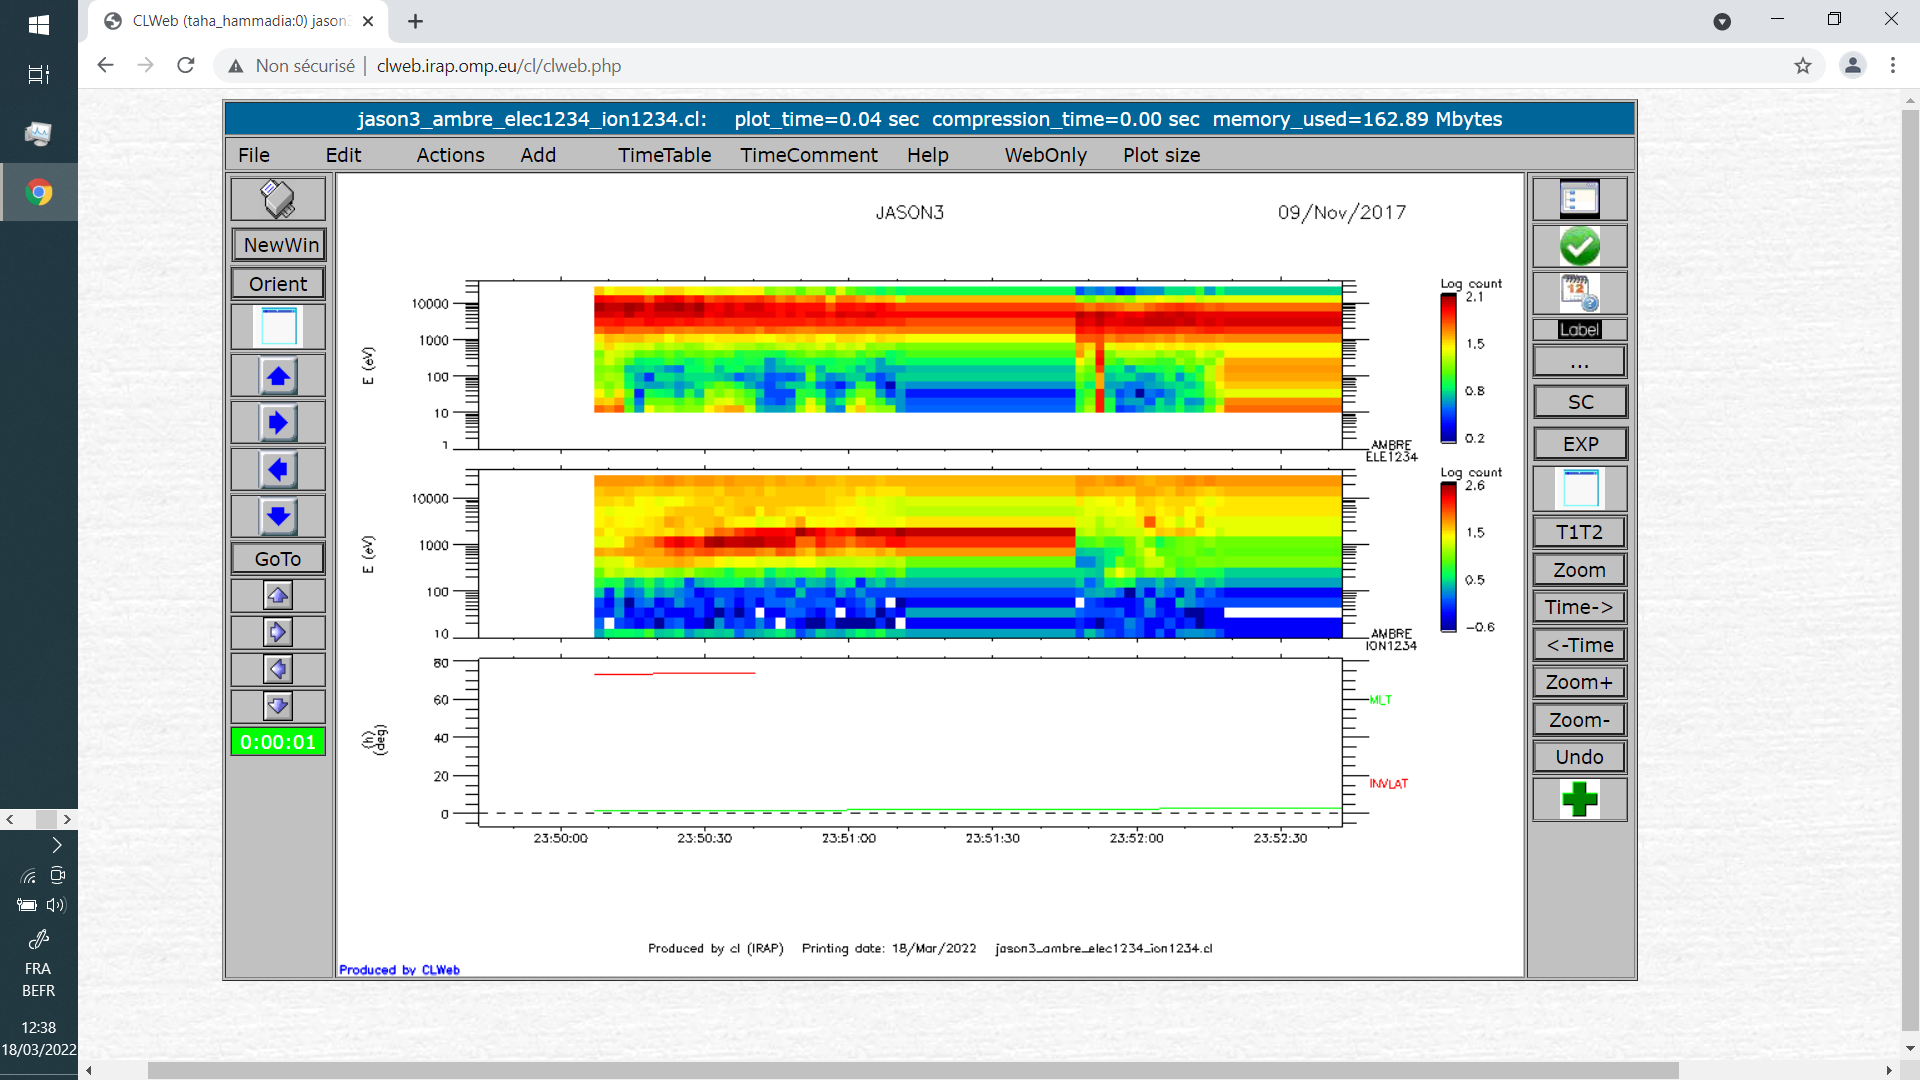 CLWeb (taha_hammadia:0) jason
Non sécurisé | clweb.irap.omp.eu/cl/clweb.php
jason3_ambre_elec1234_ion1234.cl: plot_time=0.04 sec compression_time=0.00 sec memory_used=162.89 Mbytes
File Edit Actions Add TimeTable TimeComment Help WebOnly Plot size
NewWin
Orient
GoTo
0:00:01
JASON3 09/Nov/2017
E (eV)
10000
1000
100
10
1
AMBRE
ELE1234
Log count
2.1
1.5
0.8
0.2
E (eV)
10000
1000
100
10
AMBRE
ION1234
Log count
2.6
1.5
0.5
-0.6
(h)
(deg)
80
60
40
20
0
MLT
INVLAT
23:50:00 23:50:30 23:51:00 23:51:30 23:52:00 23:52:30
Produced by cl (IRAP) Printing date: 18/Mar/2022 jason3_ambre_elec1234_ion1234.cl
Produced by CLWeb
12
Label
...
SC
EXP
T1T2
Zoom
Time->
<-Time
Zoom+
Zoom-
Undo
FRA
BEFR
12:38
18/03/2022